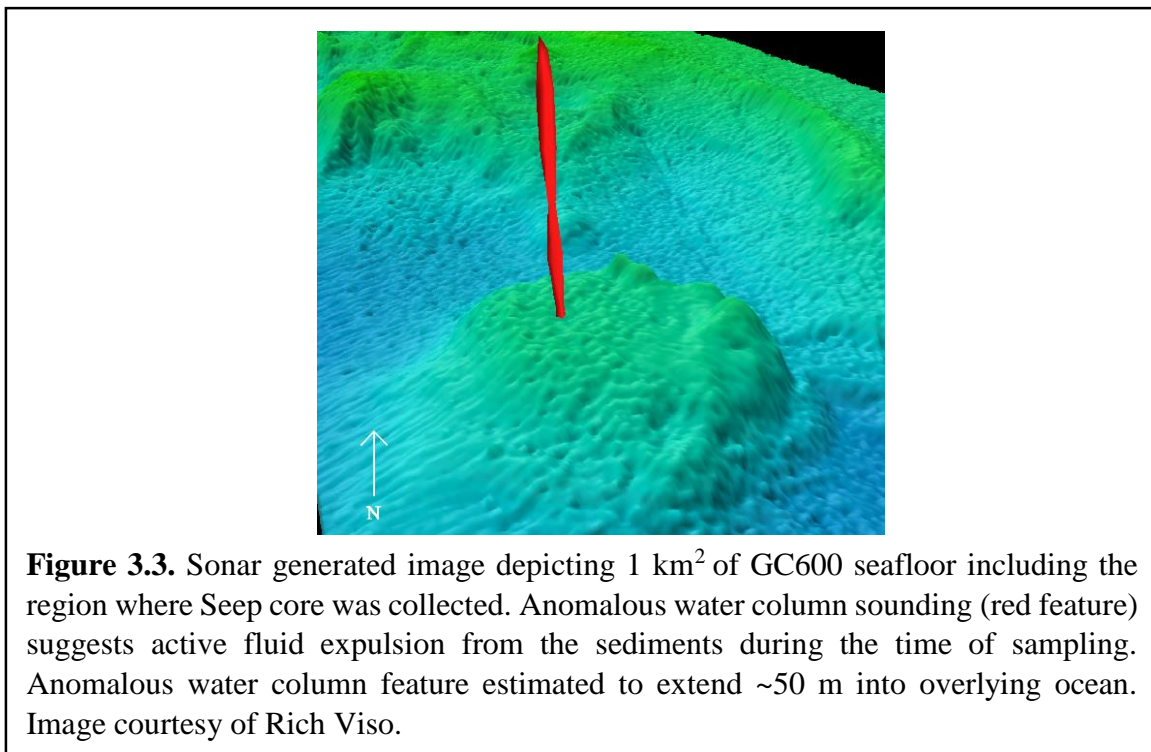 N
Figure 3.3. Sonar generated image depicting 1 km² of GC600 seafloor including the
region where Seep core was collected. Anomalous water column sounding (red feature)
suggests active fluid expulsion from the sediments during the time of sampling.
Anomalous water column feature estimated to extend ~50 m into overlying ocean.
Image courtesy of Rich Viso.